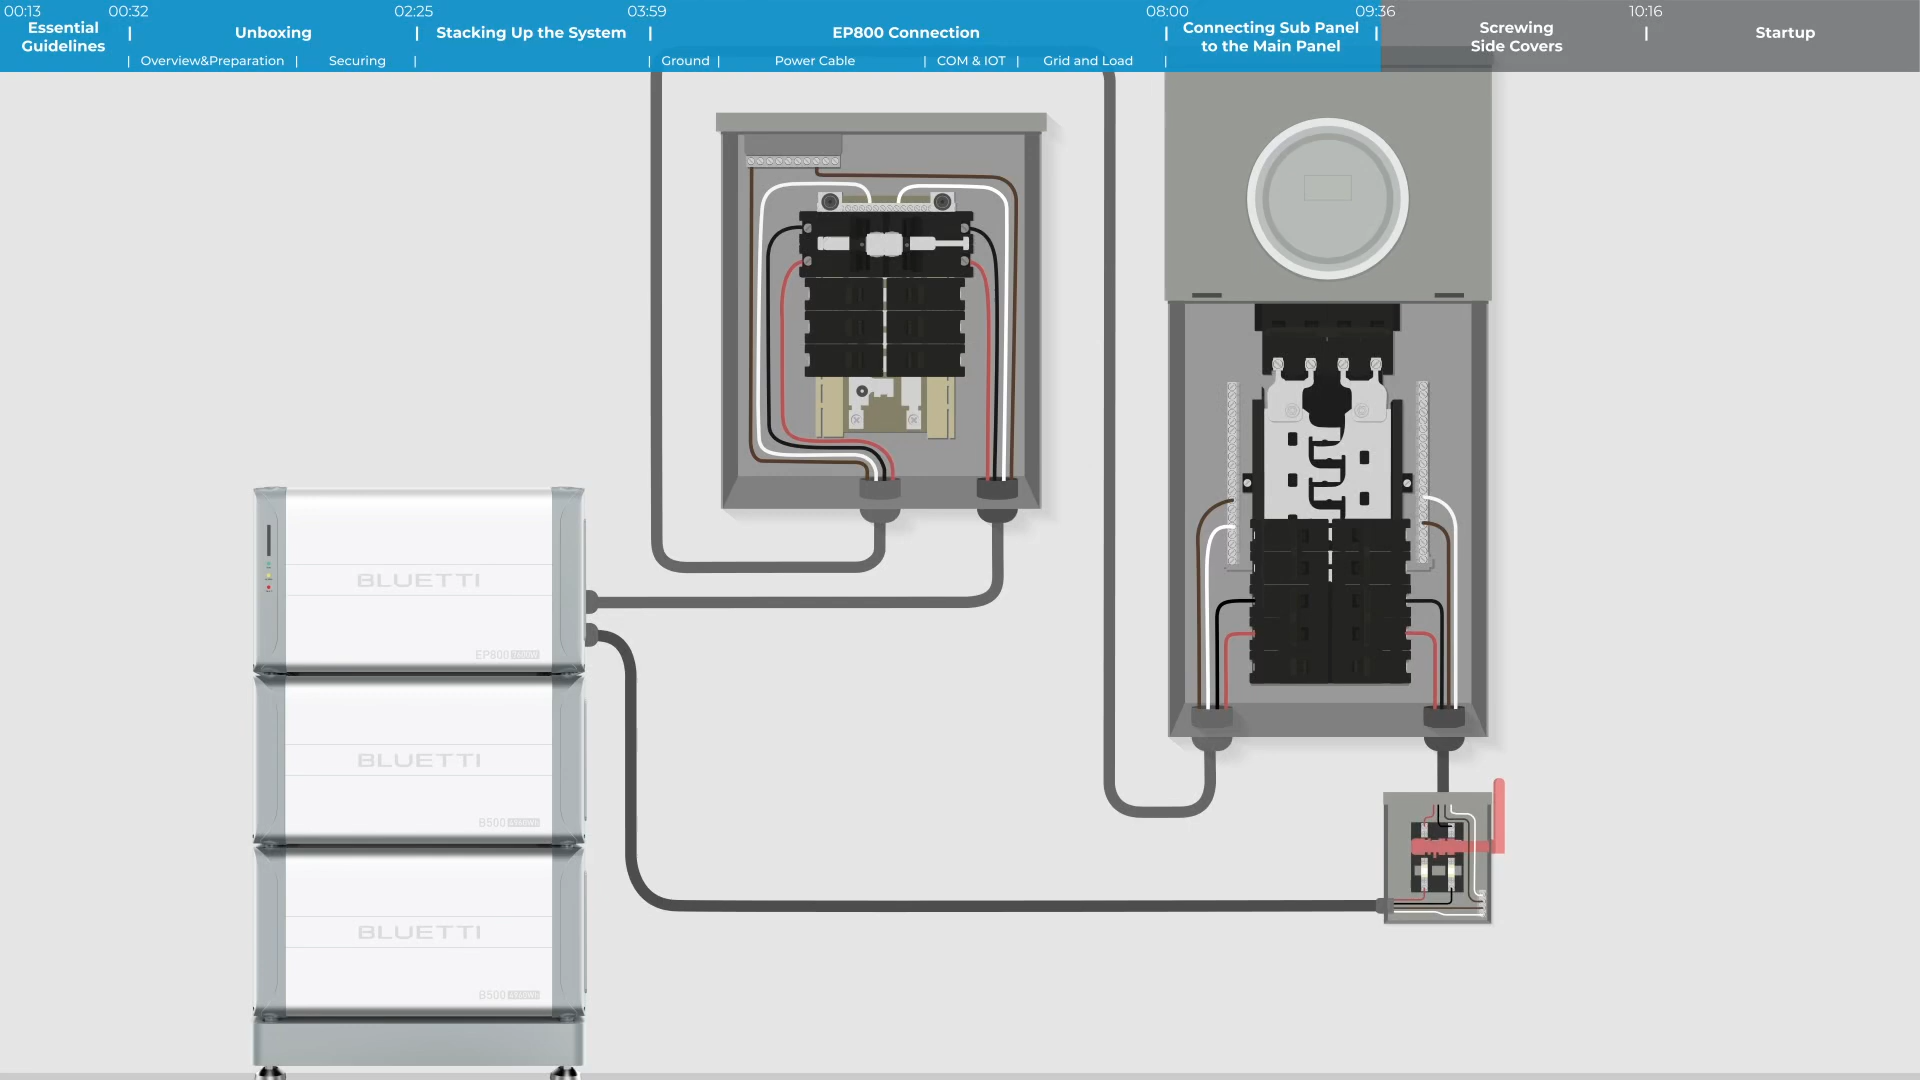 00:13 00:32 02:25 03:59 08:00 09:36 10:16
Essential
Guidelines
Unboxing
Overview&Preparation
Securing
Stacking Up the System
EP800 Connection
Ground
Power Cable
COM & IOT
Grid and Load
Connecting Sub Panel
to the Main Panel
Screwing
Side Covers
Startup
BLUETTI
EP800
BLUETTI
B500
BLUETTI
B500